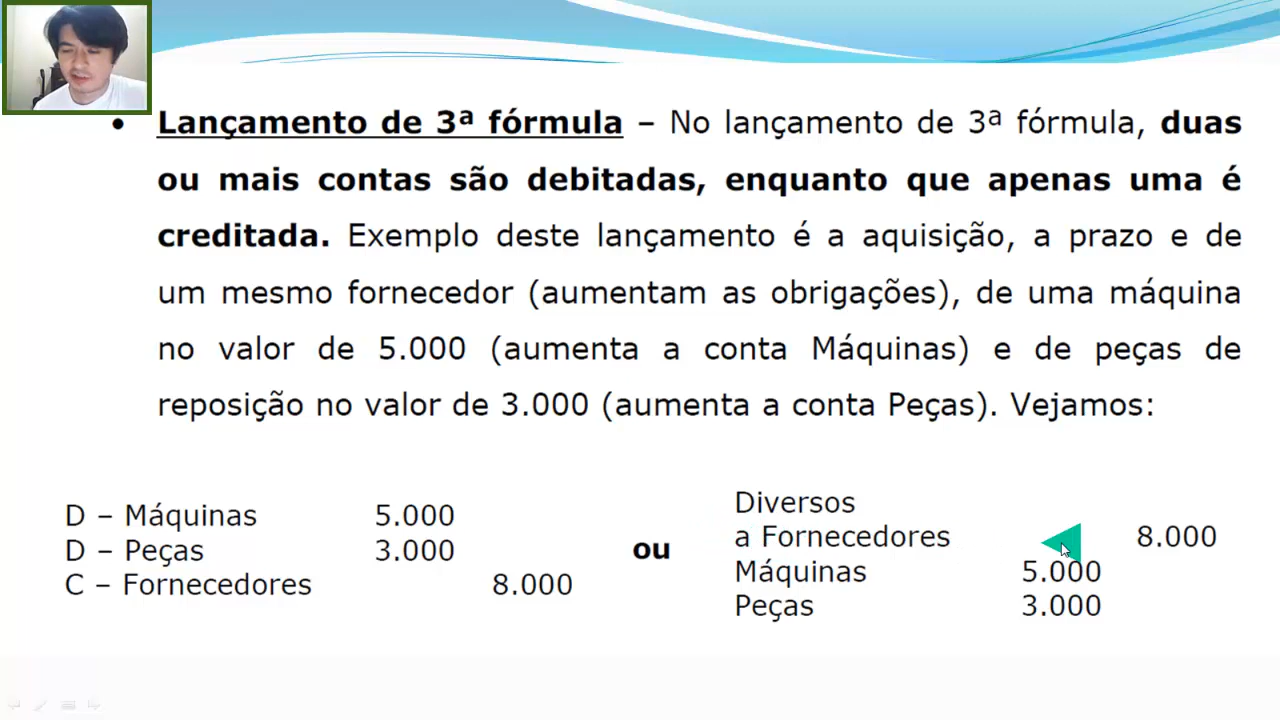 • Lançamento de 3ª fórmula – No lançamento de 3ª fórmula, duas
ou mais contas são debitadas, enquanto que apenas uma é
creditada. Exemplo deste lançamento é a aquisição, a prazo e de
um mesmo fornecedor (aumentam as obrigações), de uma máquina
no valor de 5.000 (aumenta a conta Máquinas) e de peças de
reposição no valor de 3.000 (aumenta a conta Peças). Vejamos:
D – Máquinas 5.000
D – Peças 3.000
C – Fornecedores 8.000
ou
Diversos
a Fornecedores 8.000
Máquinas 5.000
Peças 3.000